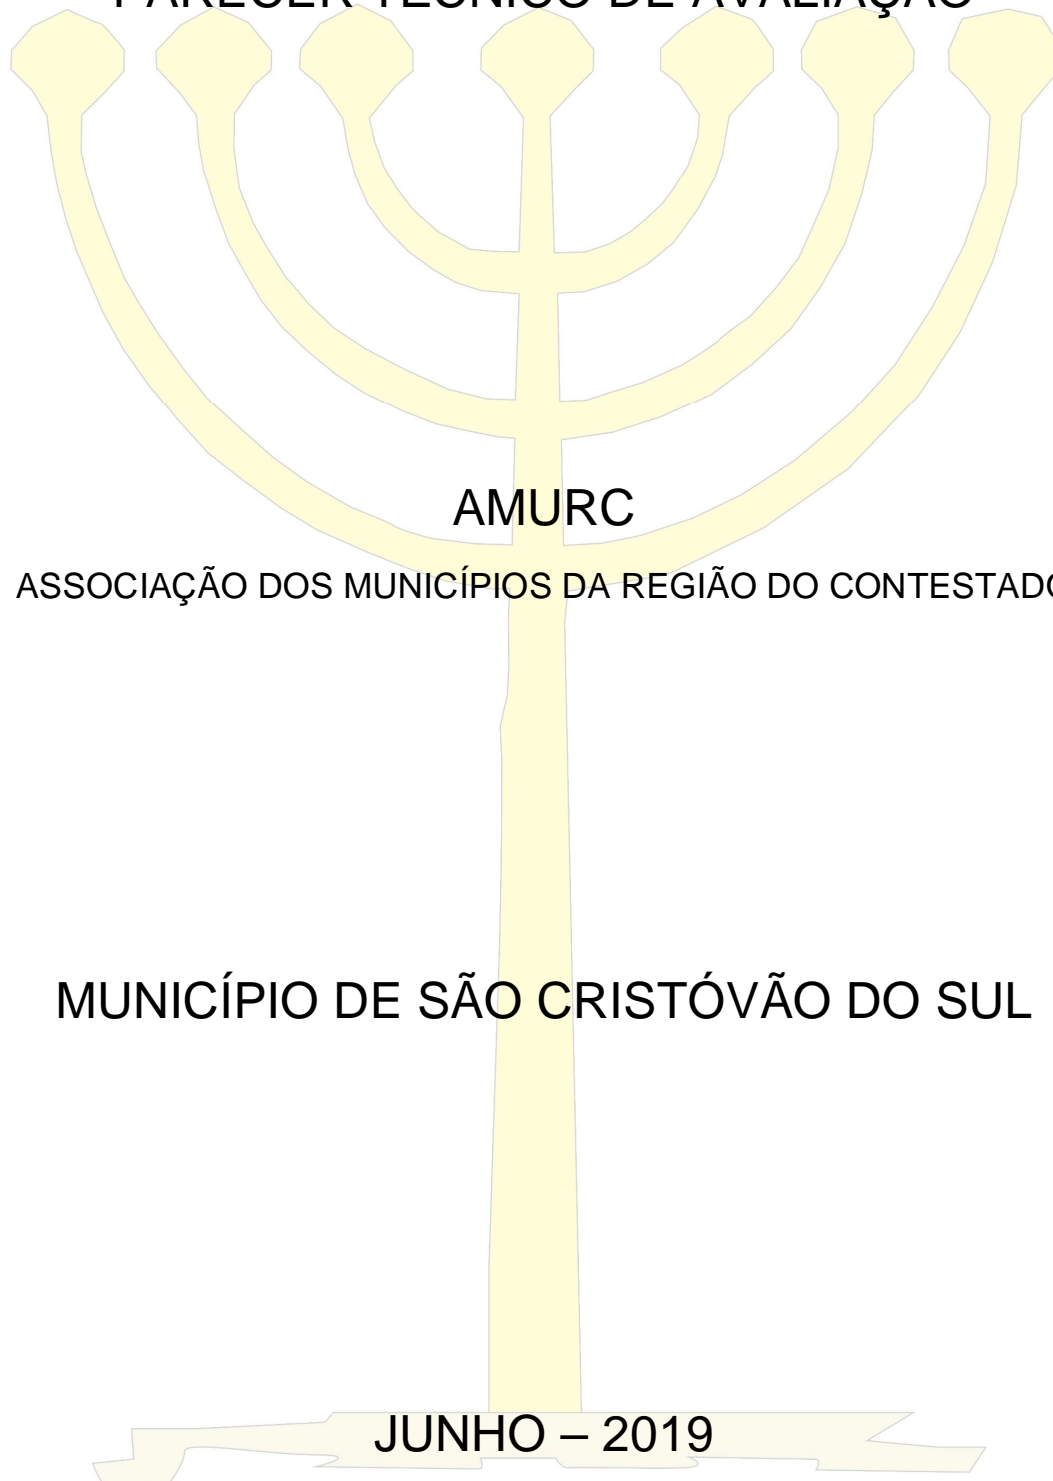 PARECER TÉCNICO DE AVALIAÇÃO
AMURC
ASSOCIAÇÃO DOS MUNICÍPIOS DA REGIÃO DO CONTESTADO
MUNICÍPIO DE SÃO CRISTÓVÃO DO SUL
JUNHO – 2019